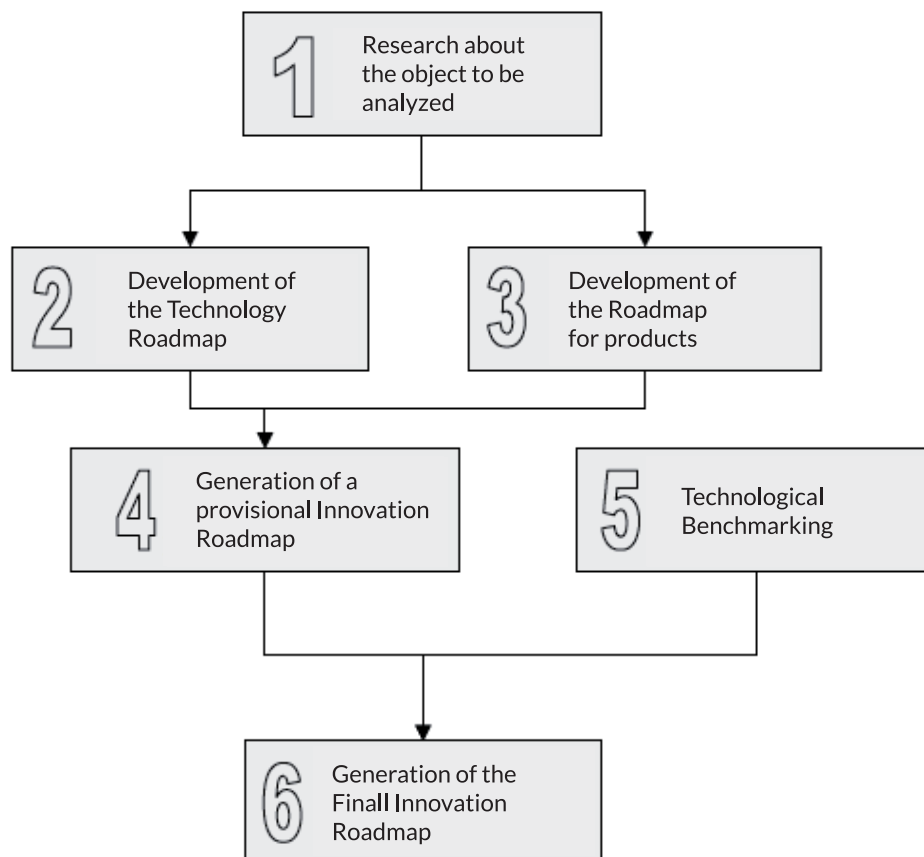 1
Research about
the object to be
analyzed
2
Development of
the Technology
Roadmap
3
Development of
the Roadmap
for products
4
Generation of a
provisional Innovation
Roadmap
5
Technological
Benchmarking
6
Generation of the
Finall Innovation
Roadmap